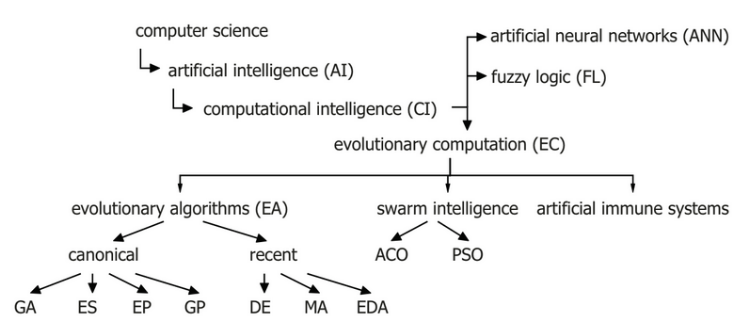 computer science
artificial neural networks (ANN)
artificial intelligence (AI)
fuzzy logic (FL)
computational intelligence (CI)
evolutionary computation (EC)
evolutionary algorithms (EA)
swarm intelligence
artificial immune systems
canonical
recent
ACO
PSO
GA
ES
EP
GP
DE
MA
EDA